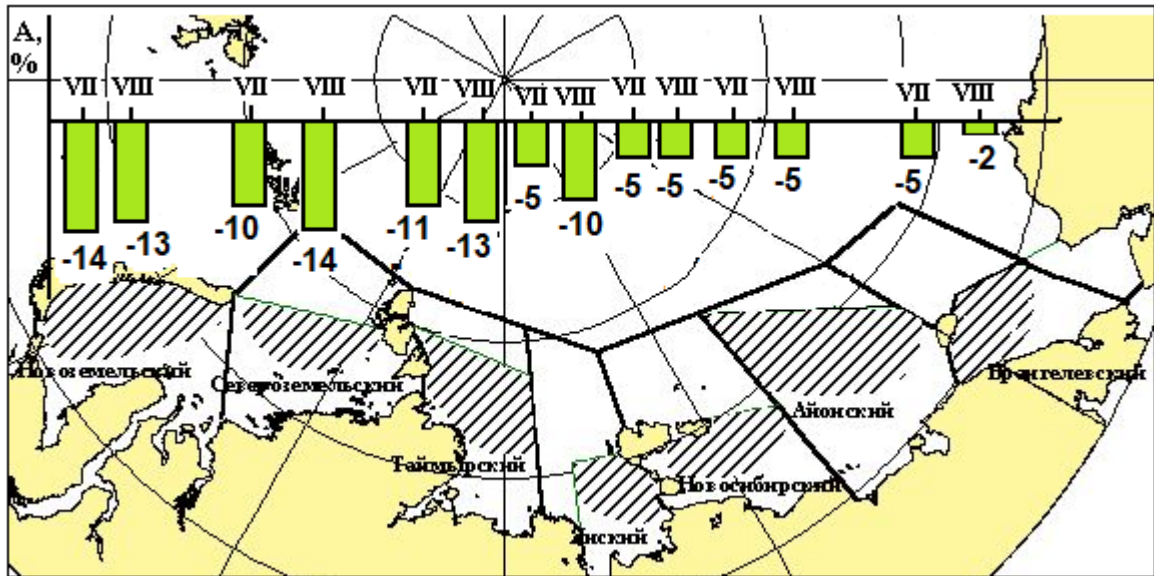 А,
%
VII VIII VII VIII VII VIII VII VIII VII VIII VII VIII VII VIII
-14 -13 -10 -14 -11 -13 -5 -10 -5 -5 -5 -5 -5 -2
Новоземельский
Североземельский
Таймырский
Янский
Новосибирский
Айонский
Врангелевский